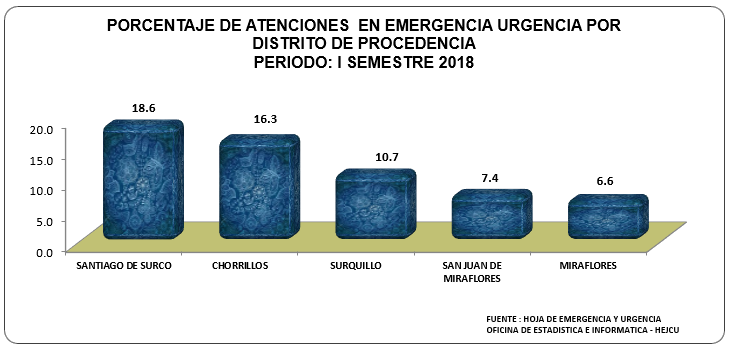 PORCENTAJE DE ATENCIONES  EN EMERGENCIA URGENCIA POR
DISTRITO DE PROCEDENCIA
PERIODO: I SEMESTRE 2018
18.6
16.3
10.7
7.4
6.6
20.0
15.0
10.0
5.0
0.0
SANTIAGO DE SURCO
CHORRILLOS
SURQUILLO
SAN JUAN DE
MIRAFLORES
MIRAFLORES
FUENTE : HOJA DE EMERGENCIA Y URGENCIA
OFICINA DE ESTADISTICA E INFORMATICA - HEJCU